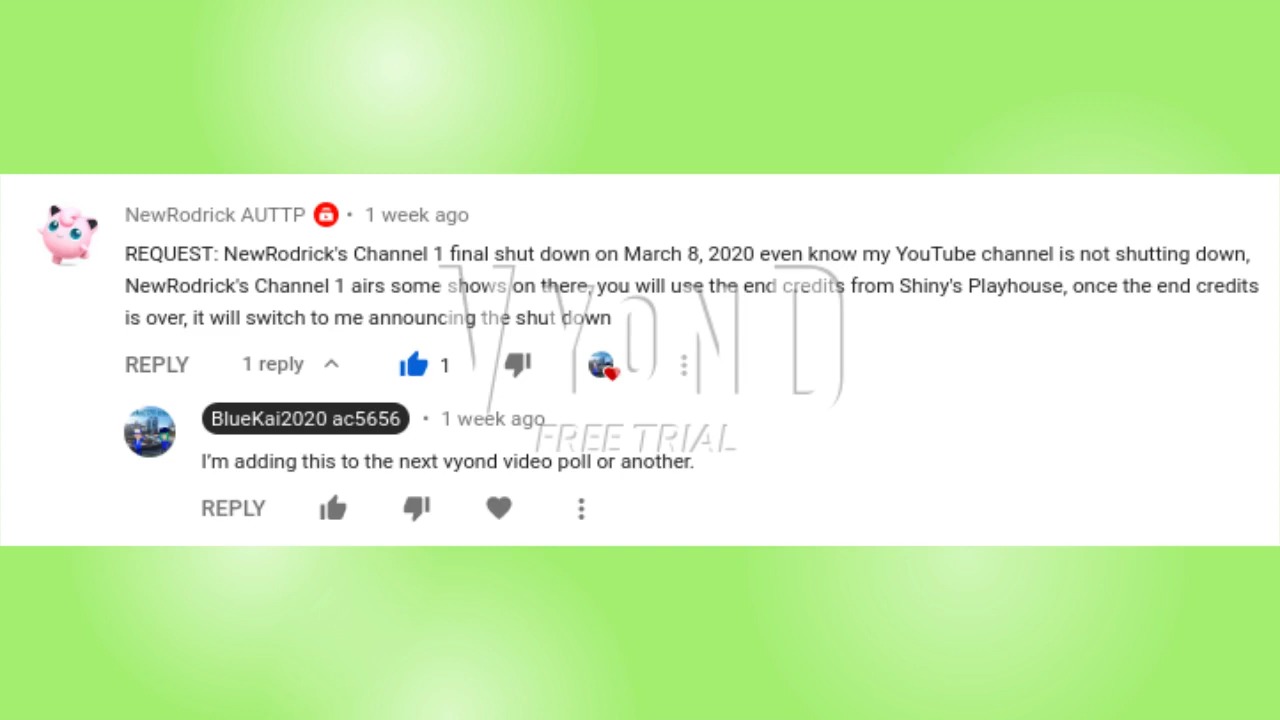 NewRodrick AUTTP • 1 week ago
REQUEST: NewRodrick's Channel 1 final shut down on March 8, 2020 even know my YouTube channel is not shutting down,
NewRodrick's Channel 1 airs some shows on there, you will use the end credits from Shiny's Playhouse, once the end credits
is over, it will switch to me announcing the shut down
REPLY 1 reply 1
BlueKai2020 ac5656 • 1 week ago
I'm adding this to the next vyond video poll or another.
REPLY
VYOND
FREE TRIAL